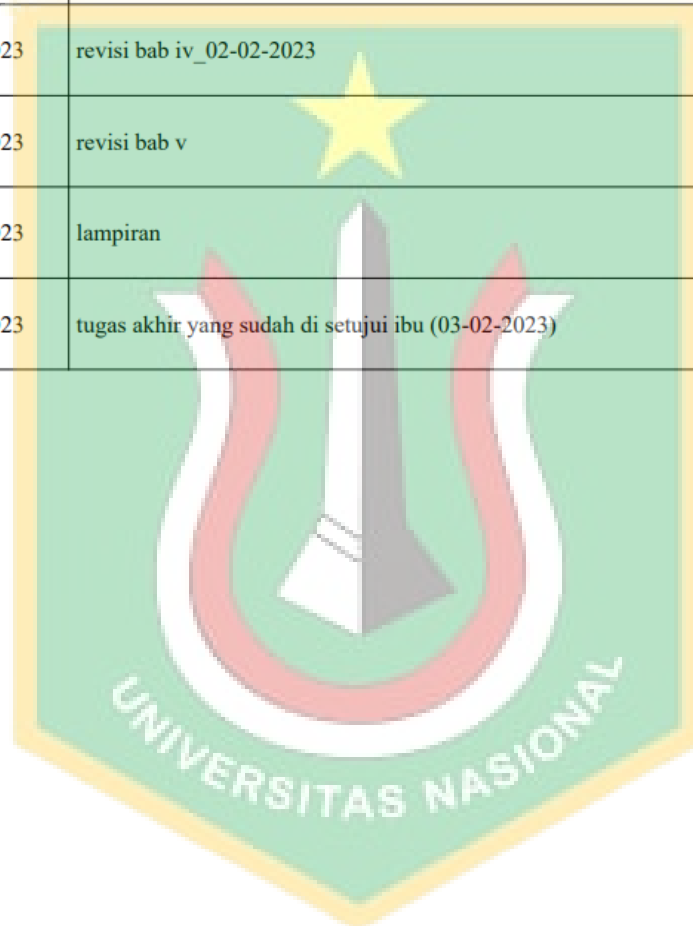 23 revisi bab iv_02-02-2023
23 revisi bab v
23 lampiran
23 tugas akhir yang sudah di setujui ibu (03-02-2023)
UNIVERSITAS NASIONAL